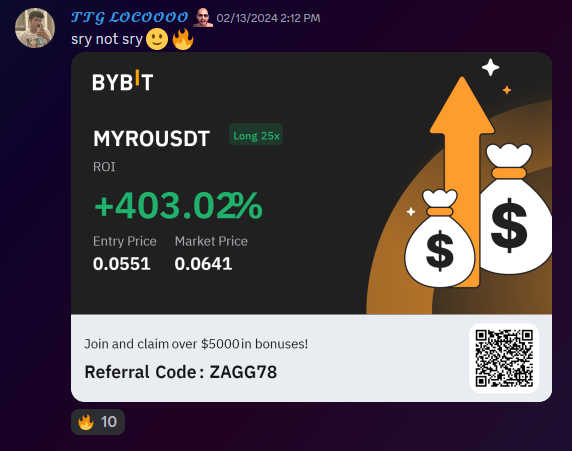 TTG LOCOOOO 02/13/2024 2:12 PM
sry not sry 🙂🔥
BYBIT
MYROUSDT Long 25x
ROI
+403.02%
Entry Price Market Price
0.0551 0.0641
$ $
Join and claim over $5000 in bonuses!
Referral Code: ZAGG78
🔥 10